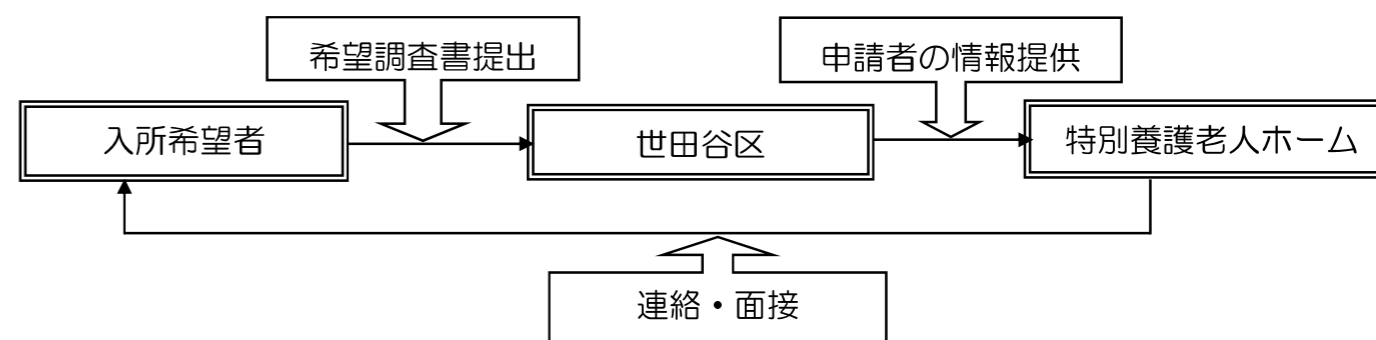 希望調査書提出
申請者の情報提供
入所希望者
世田谷区
特別養護老人ホーム
連絡・面接